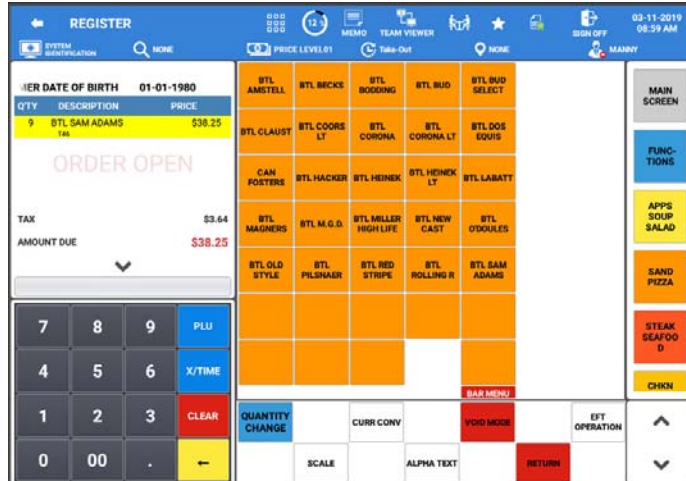 REGISTER
12 5
MEMO
TEAM VIEWER
SIGN OFF
03-11-2019
08:59 AM
SYSTEM
IDENTIFICATION
NONE
PRICE LEVEL01
Take-Out
NONE
MANNY
ER DATE OF BIRTH 01-01-1980
Q'TY DESCRIPTION PRICE
9 BTL SAM ADAMS $38.25
TAX
ORDER OPEN
TAX $3.64
AMOUNT DUE $38.25
7 8 9 PLU
4 5 6 X/TIME
1 2 3 CLEAR
0 00 . ←
BTL
AMSTELL
BTL BECKS
BTL
BODDING
BTL BUD
BTL BUD
SELECT
BTL CLAUST
BTL COORS
LT
BTL
CORONA
BTL
CORONA LT
BTL DOS
EQUIS
CAN
FOSTERS
BTL HACKER
BTL HEINEK
BTL HEINEK
LT
BTL LABATT
BTL
MAGNERS
BTL M.G.D.
BTL MILLER
HIGH LIFE
BTL NEW
CAST
BTL
O'DOULES
BTL OLD
STYLE
BTL
PILSNAER
BTL RED
STRIPE
BTL
ROLLING R
BTL SAM
ADAMS
BAR MENU
QUANTITY
CHANGE
CURR CONV
VOID MODE
EFT
OPERATION
SCALE
ALPHA TEXT
RETURN
MAIN
SCREEN
FUNC-
TIONS
APPS
SOUP
SALAD
SAND
PIZZA
STEAK
SEAFOO
D
CHKN